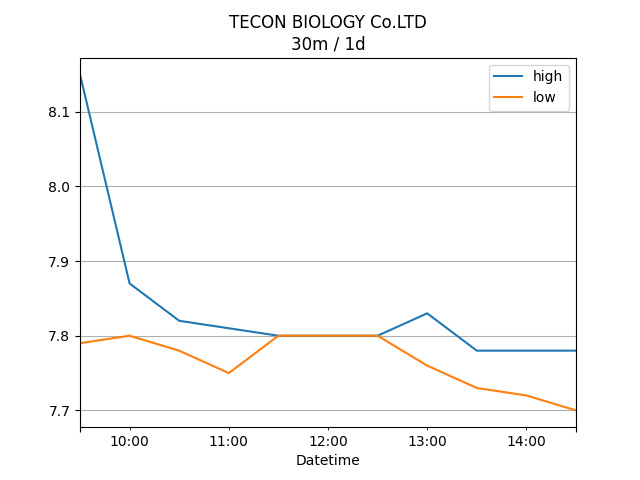 TECON BIOLOGY Co.LTD
30m / 1d
high
low
8.1
8.0
7.9
7.8
7.7
10:00 11:00 12:00 13:00 14:00
Datetime